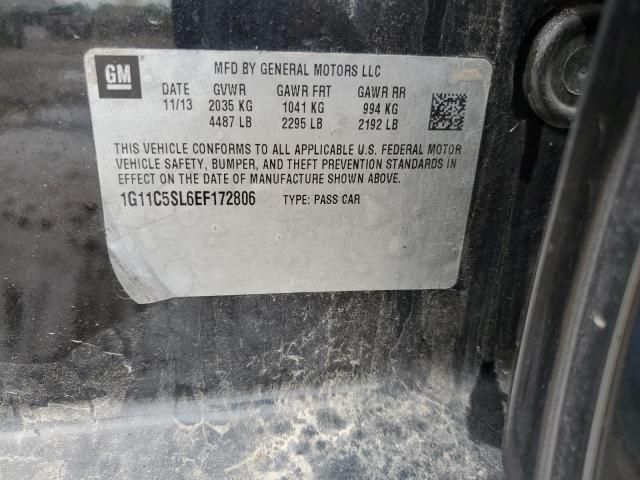 GM
MFD BY GENERAL MOTORS LLC
DATE GVWR GAWR FRT GAWR RR
11/13 2035 KG 1041 KG 994 KG
4487 LB 2295 LB 2192 LB
THIS VEHICLE CONFORMS TO ALL APPLICABLE U.S. FEDERAL MOTOR
VEHICLE SAFETY, BUMPER, AND THEFT PREVENTION STANDARDS IN
EFFECT ON THE DATE OF MANUFACTURE SHOWN ABOVE.
1G11C5SL6EF172806 TYPE: PASS CAR